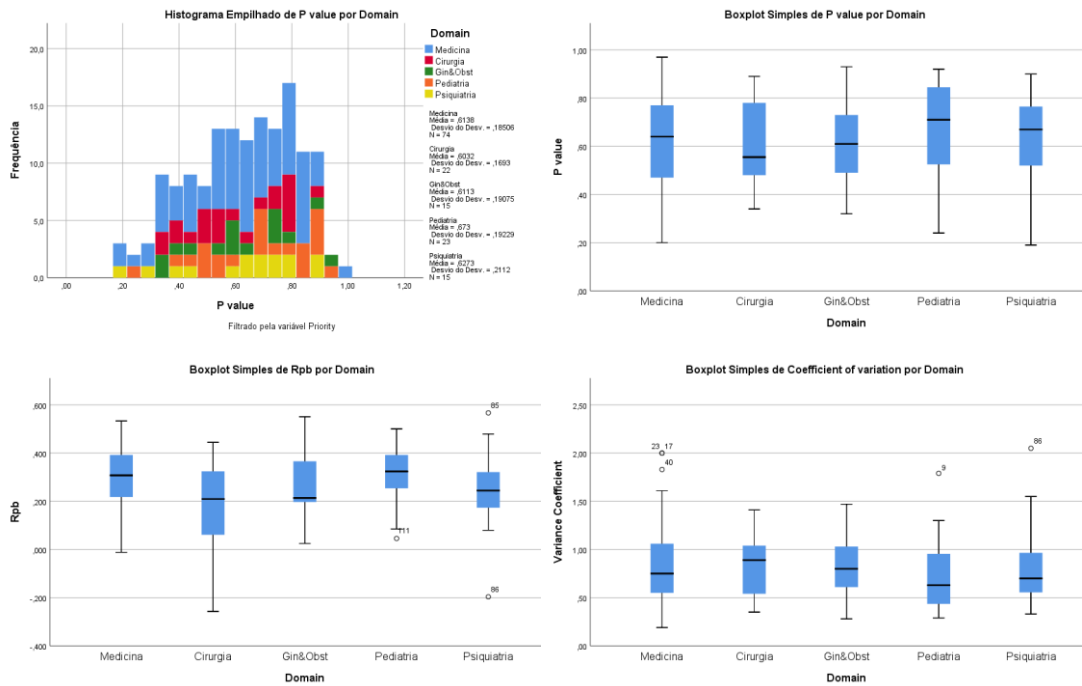 Histograma Empilhado de P value por Domain
Frequência
20,0
15,0
10,0
5,0
0,0
,00
,20
,40
,60
,80
1,00
1,20
P value
Filtrado pela variável Priority
Domain
Medicina
Cirurgia
Gin&Obst
Pediatria
Psiquiatria
Medicina
Média = ,6138
Desvio do Desv. = ,18506
N = 74
Cirurgia
Média = ,6032
Desvio do Desv. = ,1693
N = 22
Gin&Obst
Média = ,6113
Desvio do Desv. = ,19075
N = 15
Pediatria
Média = ,673
Desvio do Desv. = ,19229
N = 23
Psiquiatria
Média = ,6273
Desvio do Desv. = ,2112
N = 15
Boxplot Simples de P value por Domain
P value
1,00
,80
,60
,40
,20
,00
Medicina
Cirurgia
Gin&Obst
Pediatria
Psiquiatria
Domain
Boxplot Simples de Rpb por Domain
Rpb
,600
,400
,200
,000
-,200
-,400
85
111
86
Medicina
Cirurgia
Gin&Obst
Pediatria
Psiquiatria
Domain
Boxplot Simples de Coefficient of variation por Domain
Variance Coefficient
2,50
2,00
1,50
1,00
,50
,00
23 17
40
9
86
Medicina
Cirurgia
Gin&Obst
Pediatria
Psiquiatria
Domain